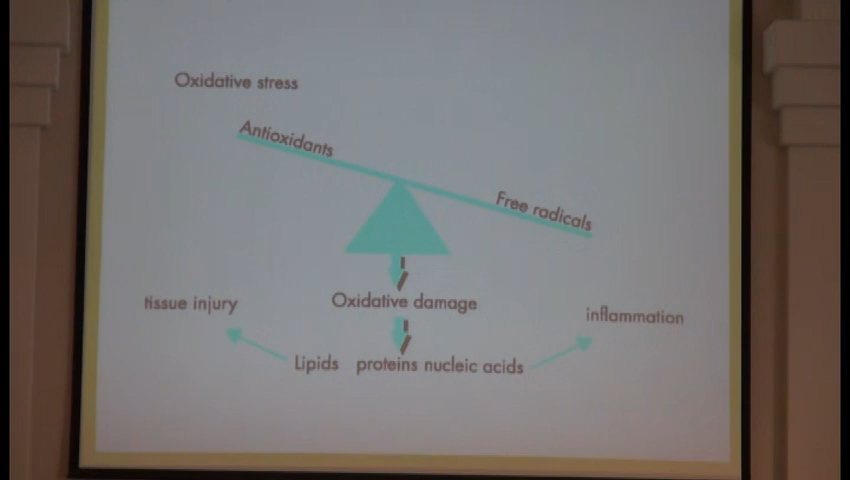 Oxidative stress
Antioxidants
Free radicals
Oxidative damage
tissue injury
inflammation
Lipids proteins nucleic acids